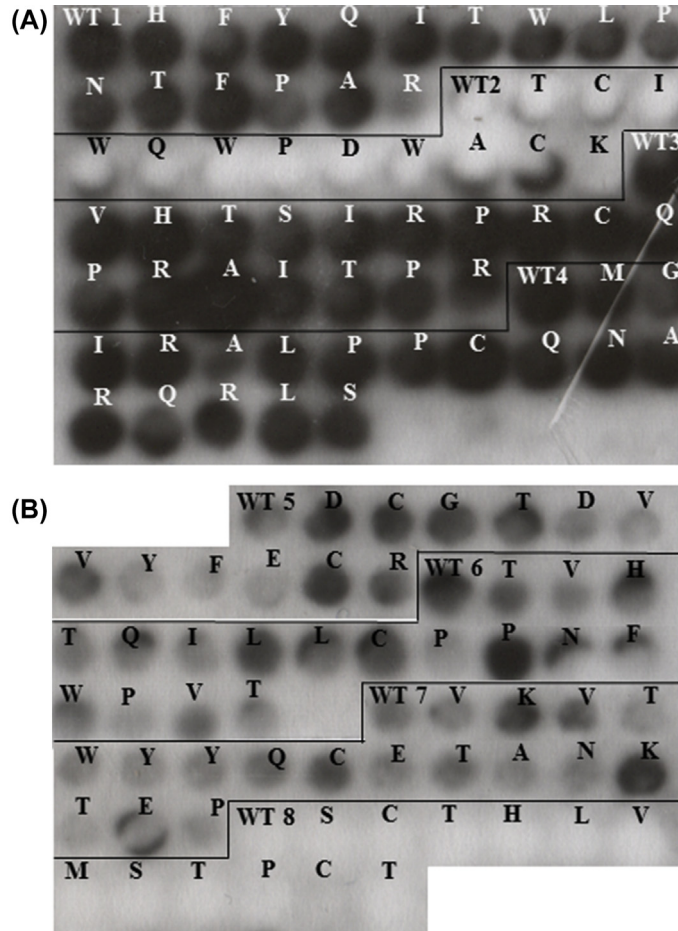 (A)
WT 1 H F Y Q I T W L P
N T F P A R WT2 T C I
W Q W P D W A C K WT3
V H T S I R P R C Q
P R A I T P R WT4 M G
I R A L P P C Q N A
R Q R L S
(B)
WT 5 D C G T D V
V Y F E C R WT 6 T V H
T Q I L L C P P N F
W P V T WT 7 V K V T
W Y Y Q C E T A N K
T E P WT 8 S C T H L V
M S T P C T